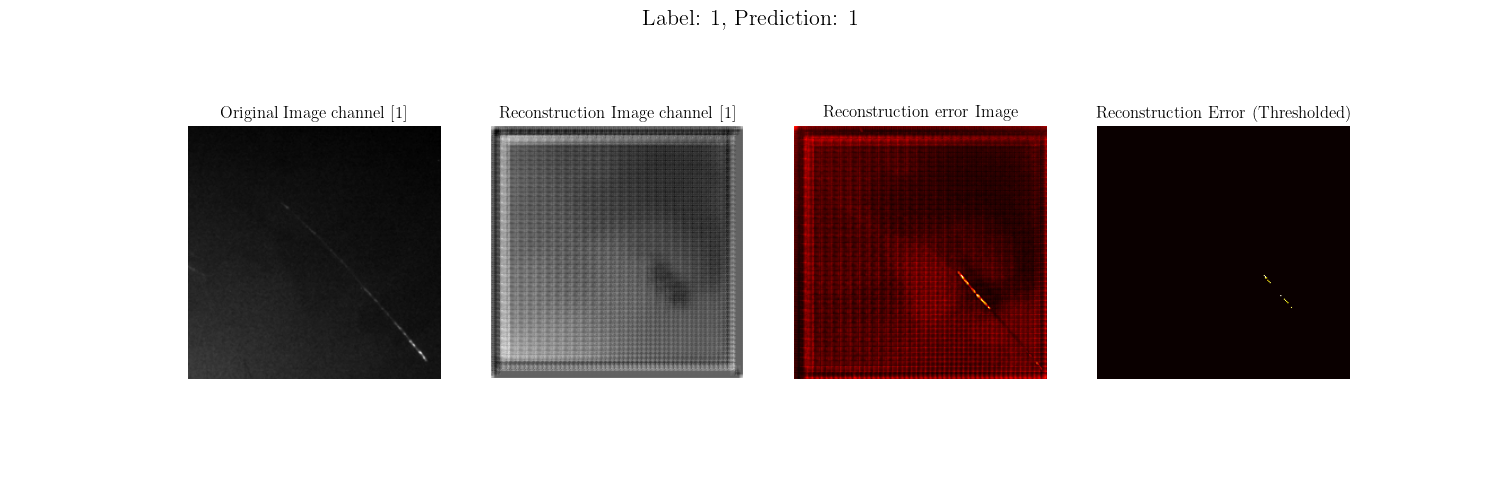 Label: 1, Prediction: 1
Original Image channel [1]
Reconstruction Image channel [1]
Reconstruction error Image
Reconstruction Error (Thresholded)